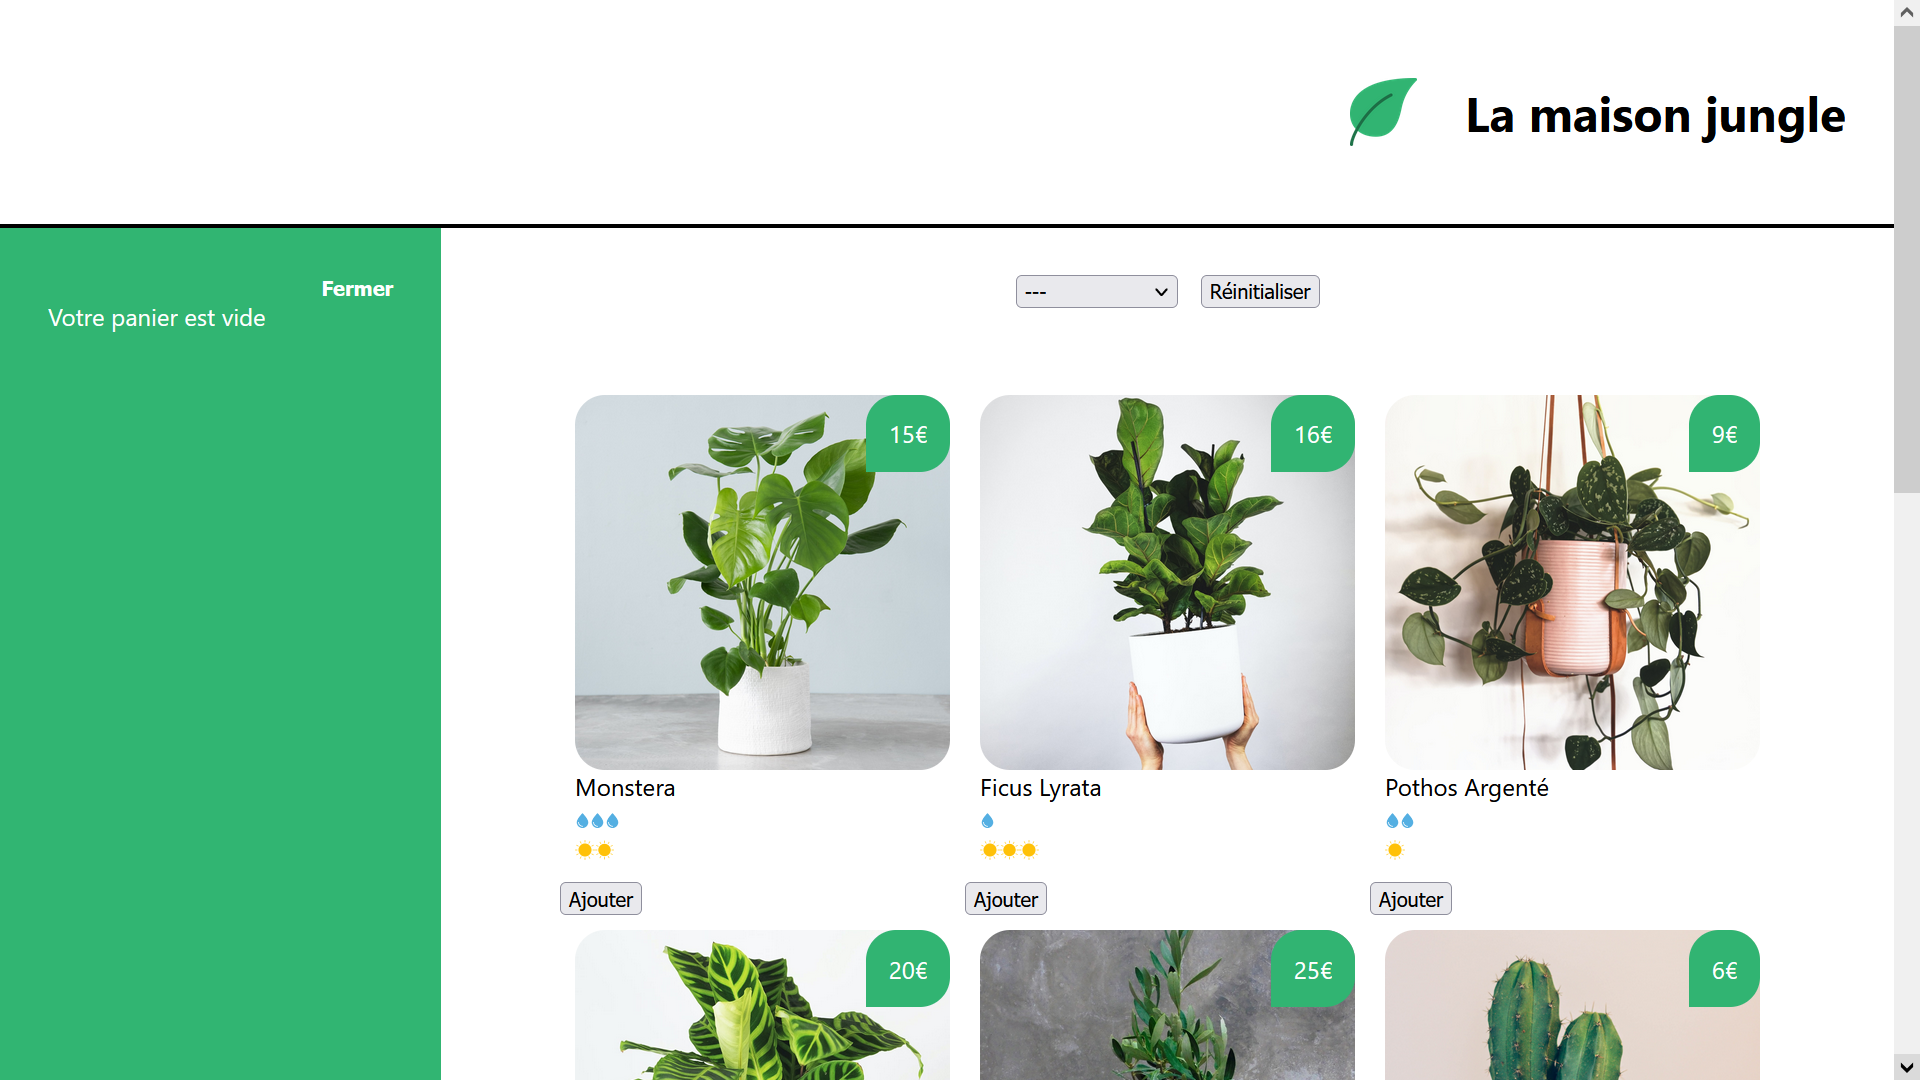 La maison jungle
Fermer
Votre panier est vide
---
Réinitialiser
15€
16€
9€
Monstera
Ficus Lyrata
Pothos Argenté
Ajouter
Ajouter
Ajouter
20€
25€
6€